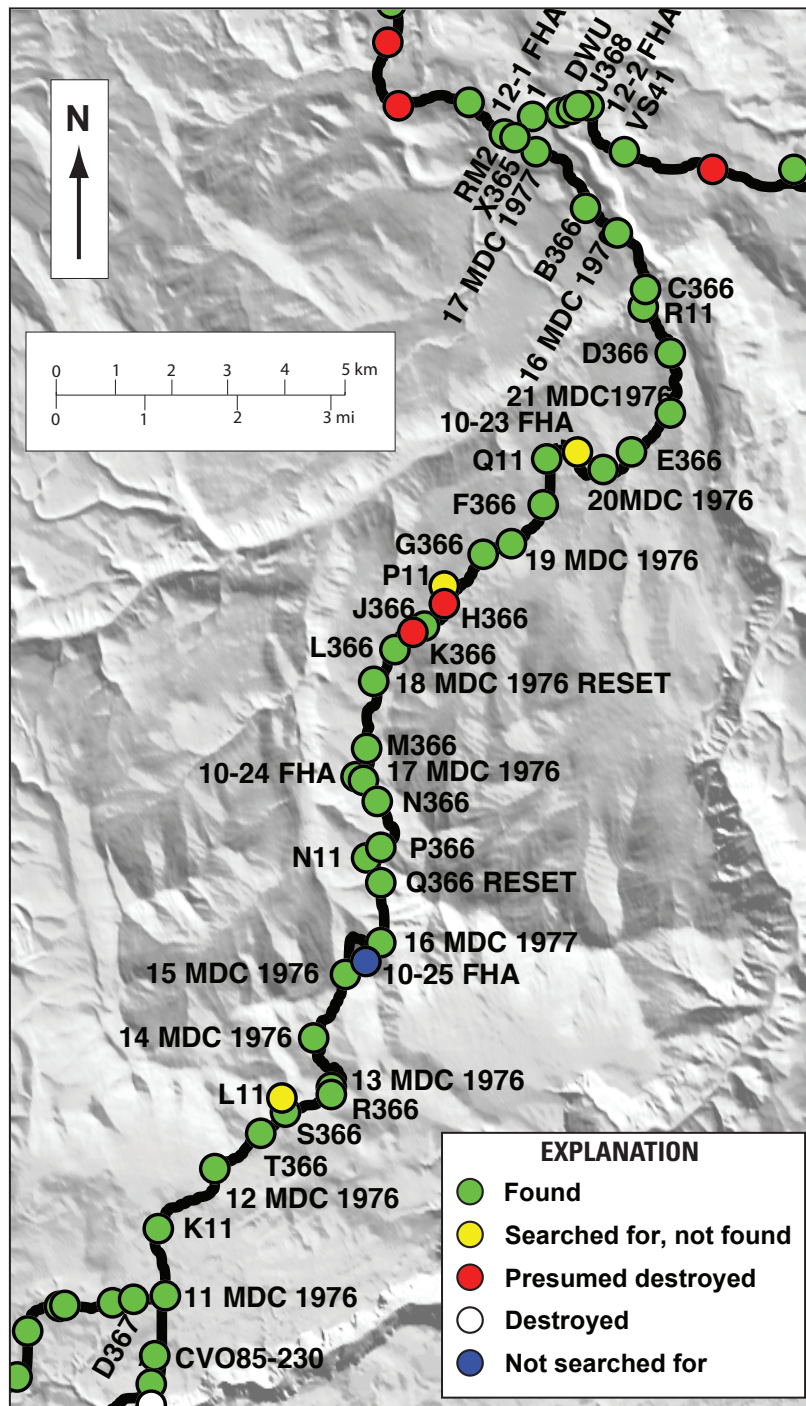 12-1 FHA
1
DWU
J368
12-2 FHA
VS41
N
RM2
X365
17 MDC 1977
B366
16 MDC 197
C366
R11
0 1 2 3 4 5 km
0 1 2 3 mi
D366
21 MDC1976
10-23 FHA
Q11
E366
20MDC 1976
F366
G366
19 MDC 1976
P11
J366
H366
L366
K366
18 MDC 1976 RESET
M366
10-24 FHA
17 MDC 1976
N366
P366
N11
Q366 RESET
16 MDC 1977
15 MDC 1976
10-25 FHA
14 MDC 1976
13 MDC 1976
L11
R366
S366
T366
12 MDC 1976
K11
11 MDC 1976
D367
CVO85-230
EXPLANATION
Found
Searched for, not found
Presumed destroyed
Destroyed
Not searched for